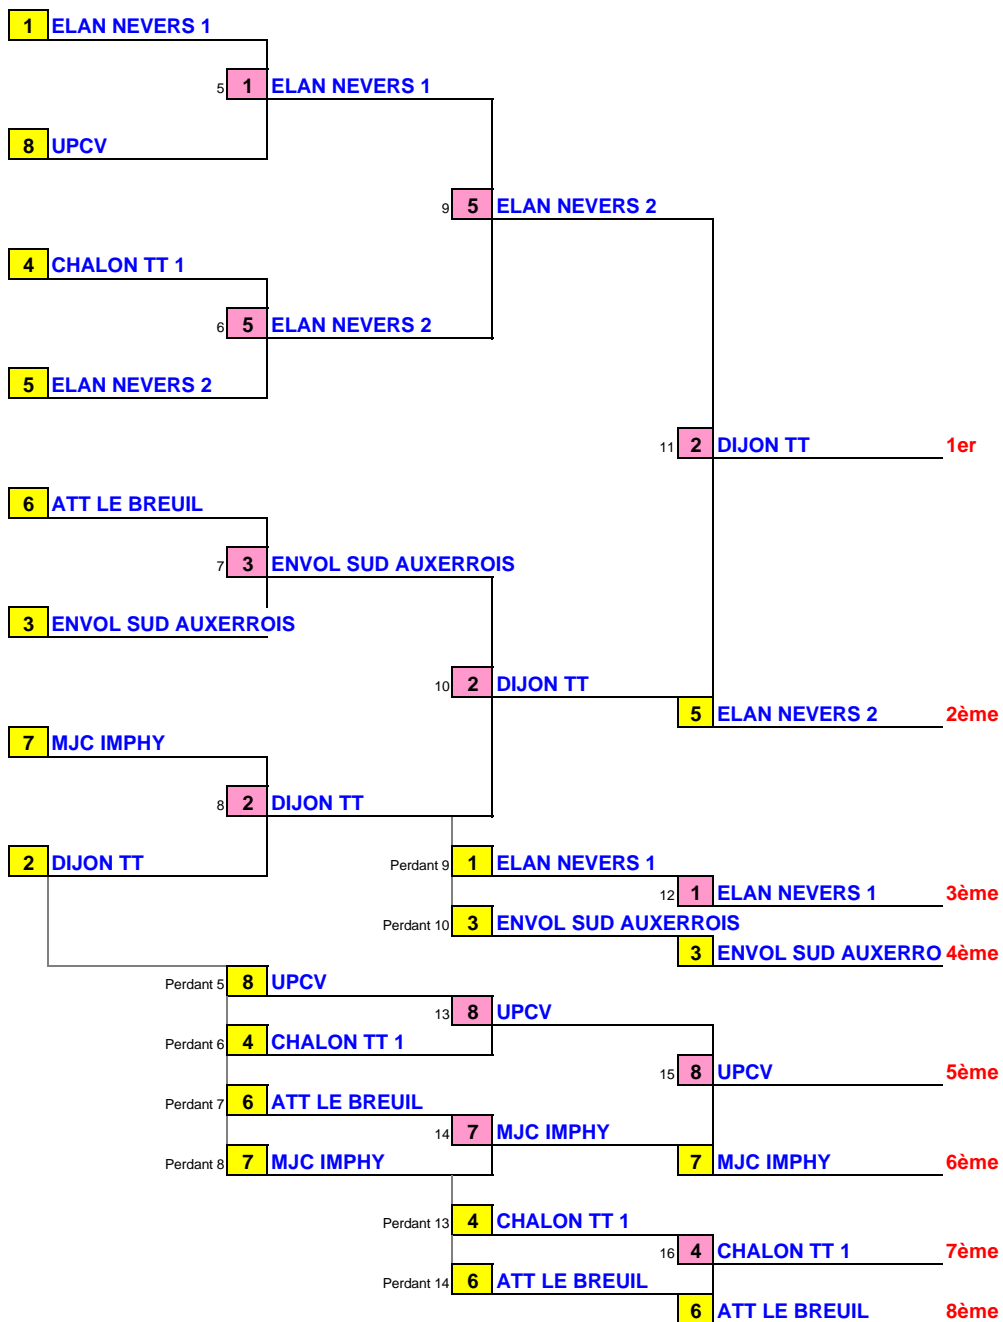 1 ELAN NEVERS 1
5 1 ELAN NEVERS 1
8 UPCV
9 5 ELAN NEVERS 2
4 CHALON TT 1
6 5 ELAN NEVERS 2
5 ELAN NEVERS 2
11 2 DIJON TT 1er
6 ATT LE BREUIL
7 3 ENVOL SUD AUXERROIS
3 ENVOL SUD AUXERROIS
10 2 DIJON TT
5 ELAN NEVERS 2 2ème
7 MJC IMPHY
8 2 DIJON TT
2 DIJON TT Perdant 9 1 ELAN NEVERS 1
12 1 ELAN NEVERS 1 3ème
Perdant 10 3 ENVOL SUD AUXERROIS
3 ENVOL SUD AUXERRO 4ème
Perdant 5 8 UPCV
13 8 UPCV
Perdant 6 4 CHALON TT 1
15 8 UPCV 5ème
Perdant 7 6 ATT LE BREUIL
14 7 MJC IMPHY
Perdant 8 7 MJC IMPHY 7 MJC IMPHY 6ème
Perdant 13 4 CHALON TT 1
16 4 CHALON TT 1 7ème
Perdant 14 6 ATT LE BREUIL
6 ATT LE BREUIL 8ème